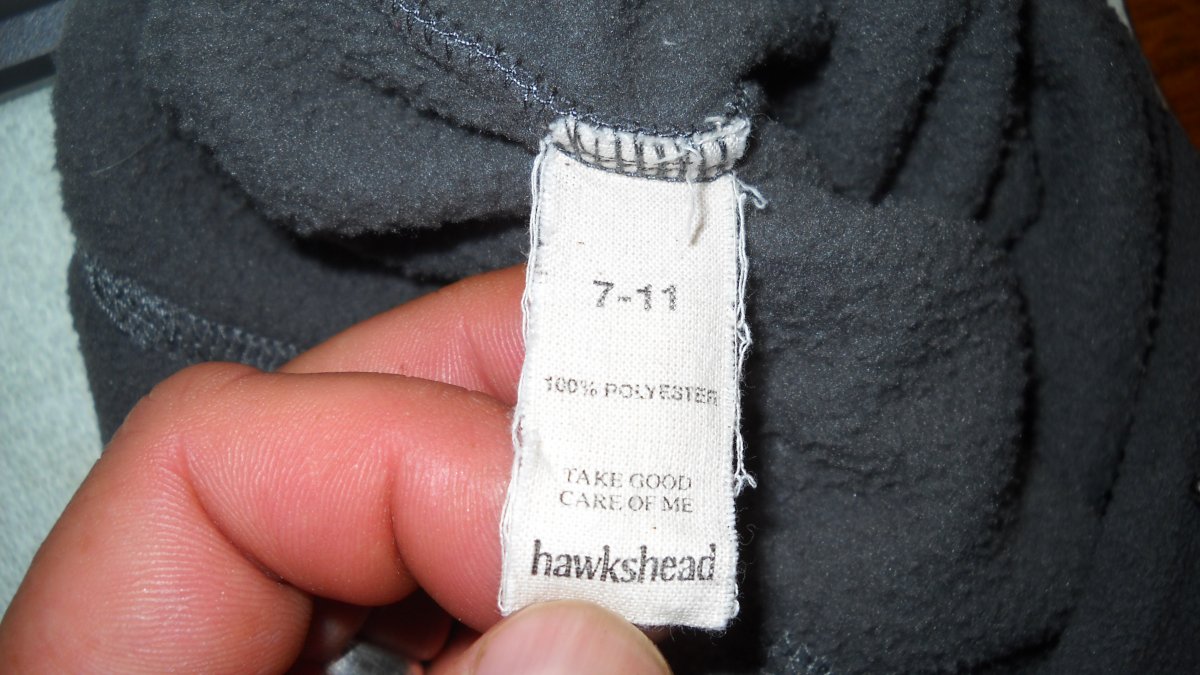 7-11
100% POLYESTER
TAKE GOOD
CARE OF ME
hawkshead